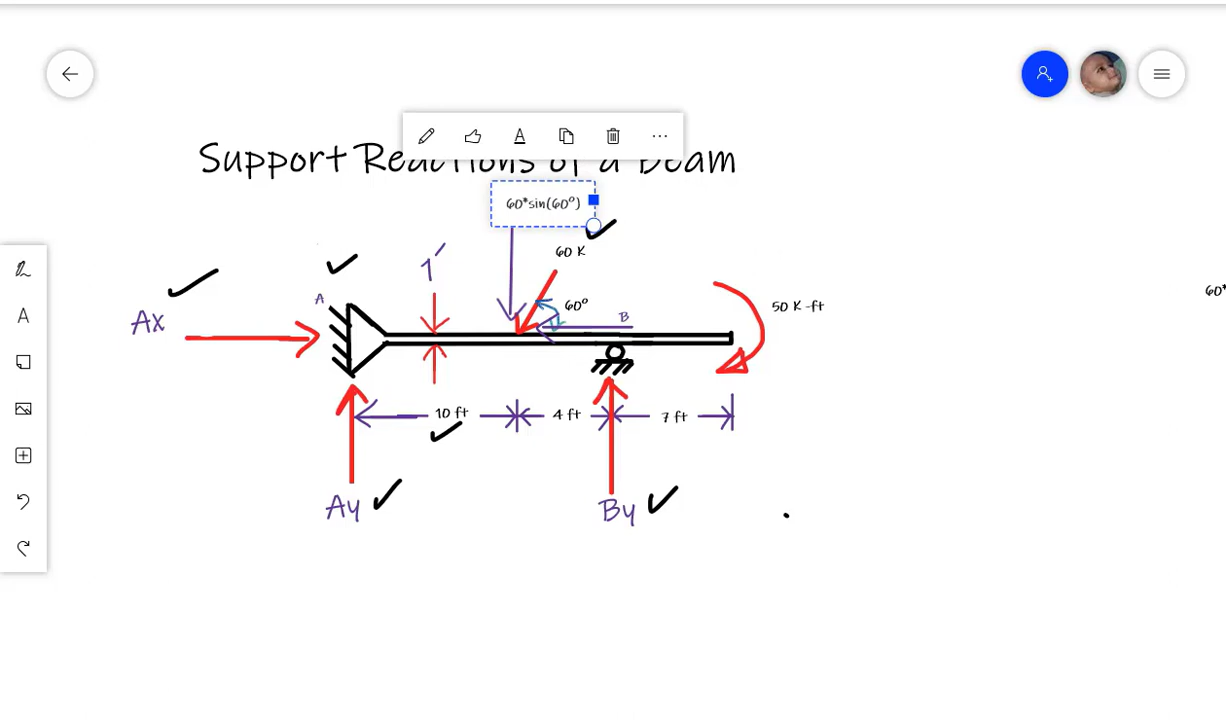 Support Reactions of a Beam
60*sin(60°)
60 K
1'
A
60°
B
50 K-ft
60*
Ax
10 ft
4 ft
7 ft
Ay
By
A